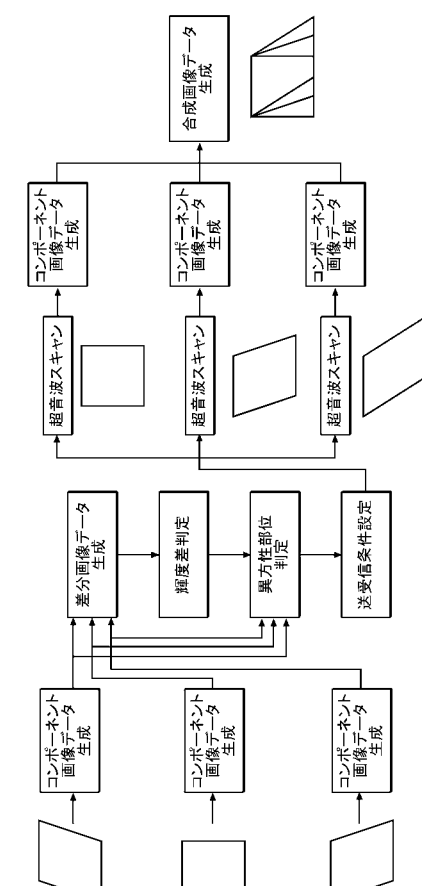 コンポーネント
画像データ
生成
コンポーネント
画像データ
生成
コンポーネント
画像データ
生成
差分画像データ
生成
輝度差判定
異方性部位
判定
送受信条件設定
超音波スキャン
超音波スキャン
超音波スキャン
コンポーネント
画像データ
生成
コンポーネント
画像データ
生成
コンポーネント
画像データ
生成
合成画像データ
生成